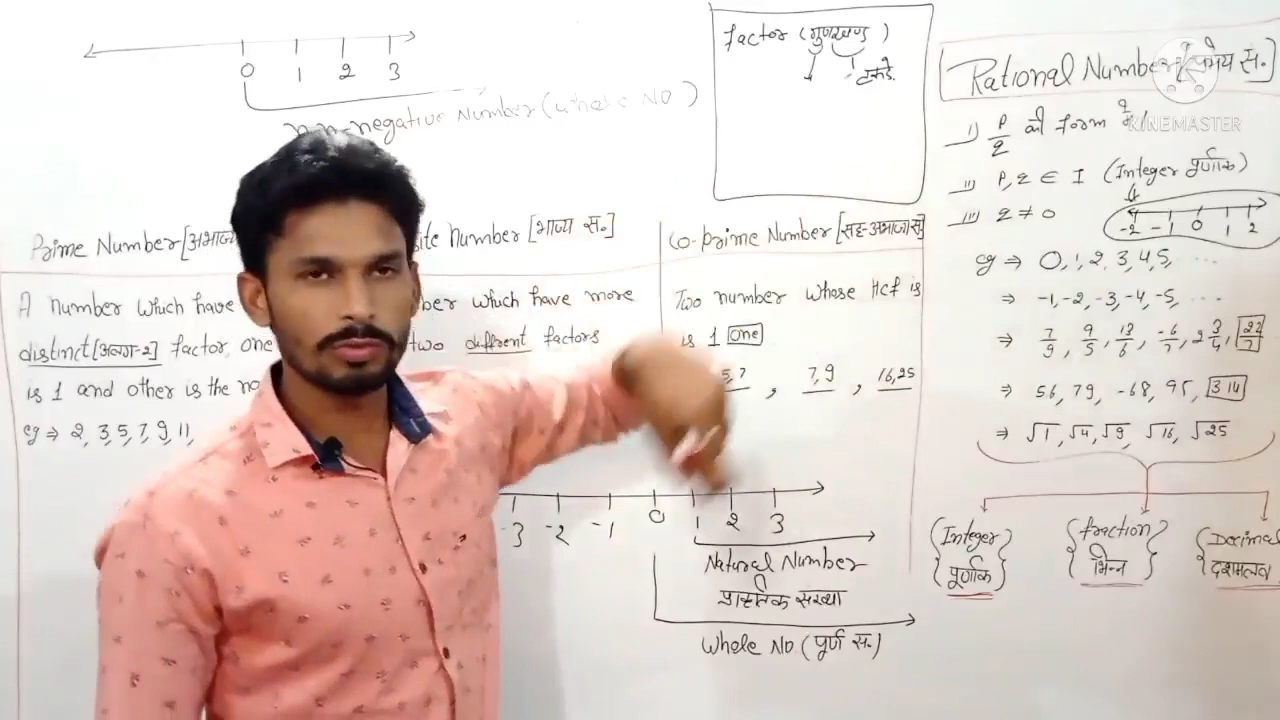 0 1 2 3
non-negative Number (whole NO)
Factor (गुणखण्ड)
टुकडे.
Rational Number [ स.]
KINEMASTER
i) P/q की form में
ii) P, q ∈ I (Integer पूर्णांक)
iii) q ≠ 0
-2 -1 0 1 2
eg ⇒ 0, 1, 2, 3, 4, 5, ....
⇒ -1, -2, -3, -4, -5, ....
⇒ 7/9, 9/5, 13/6, -6/7, 2 3/4, 22/7
⇒ 56, 79, -68, 95, 3.14
⇒ √1, √4, √9, √16, √25
{Integer पूर्णांक}
{fraction भिन्न}
{Decimal दशमलव
Prime Number [अभाज्य
A number which have
distinct [अलग-2] factor, one
is 1 and other is the
eg ⇒ 2, 3, 5, 7, 9, 11,
site Number [भाज्य स.]
ber which have more
two different factors
Co-prime Number [सह-अभाज्य स]
Two number whose Hcf is
is 1 one
5,7 , 7,9 , 16,25
-3 -2 -1 0 1 2 3
Natural Number
प्राकृतिक संख्या
Whole NO. (पूर्ण स.)